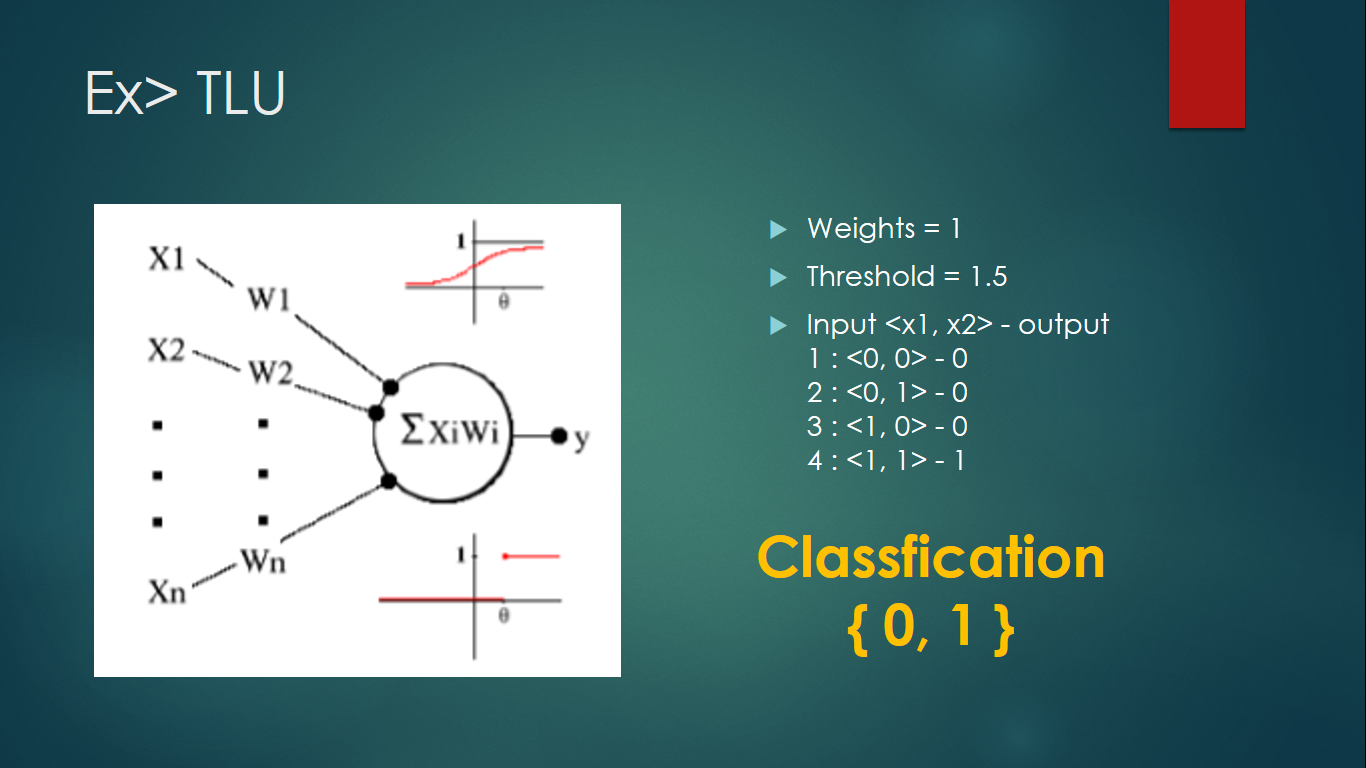 Ex> TLU
X1
W1
X2
W2
Wn
Xn
1
θ
ΣXiWi
y
1
θ
Weights = 1
Threshold = 1.5
Input <x1, x2> - output
1 : <0, 0> - 0
2 : <0, 1> - 0
3 : <1, 0> - 0
4 : <1, 1> - 1
Classfication
{ 0, 1 }